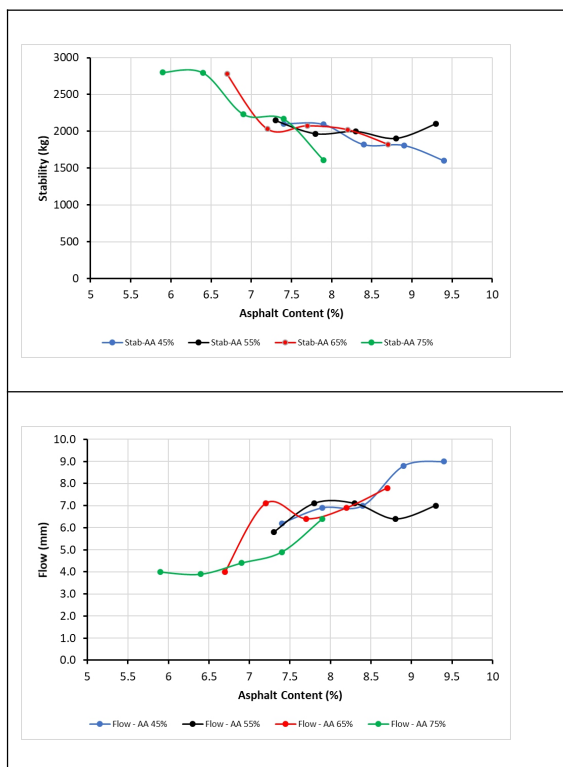 3000
2500
2000
1500
1000
500
0
Stability (kg)
5 5.5 6 6.5 7 7.5 8 8.5 9 9.5 10
Asphalt Content (%)
Stab-AA 45% Stab-AA 55% Stab-AA 65% Stab-AA 75%
10.0
9.0
8.0
7.0
6.0
5.0
4.0
3.0
2.0
1.0
0.0
Flow (mm)
5 5.5 6 6.5 7 7.5 8 8.5 9 9.5 10
Asphalt Content (%)
Flow - AA 45% Flow - AA 55% Flow - AA 65% Flow - AA 75%